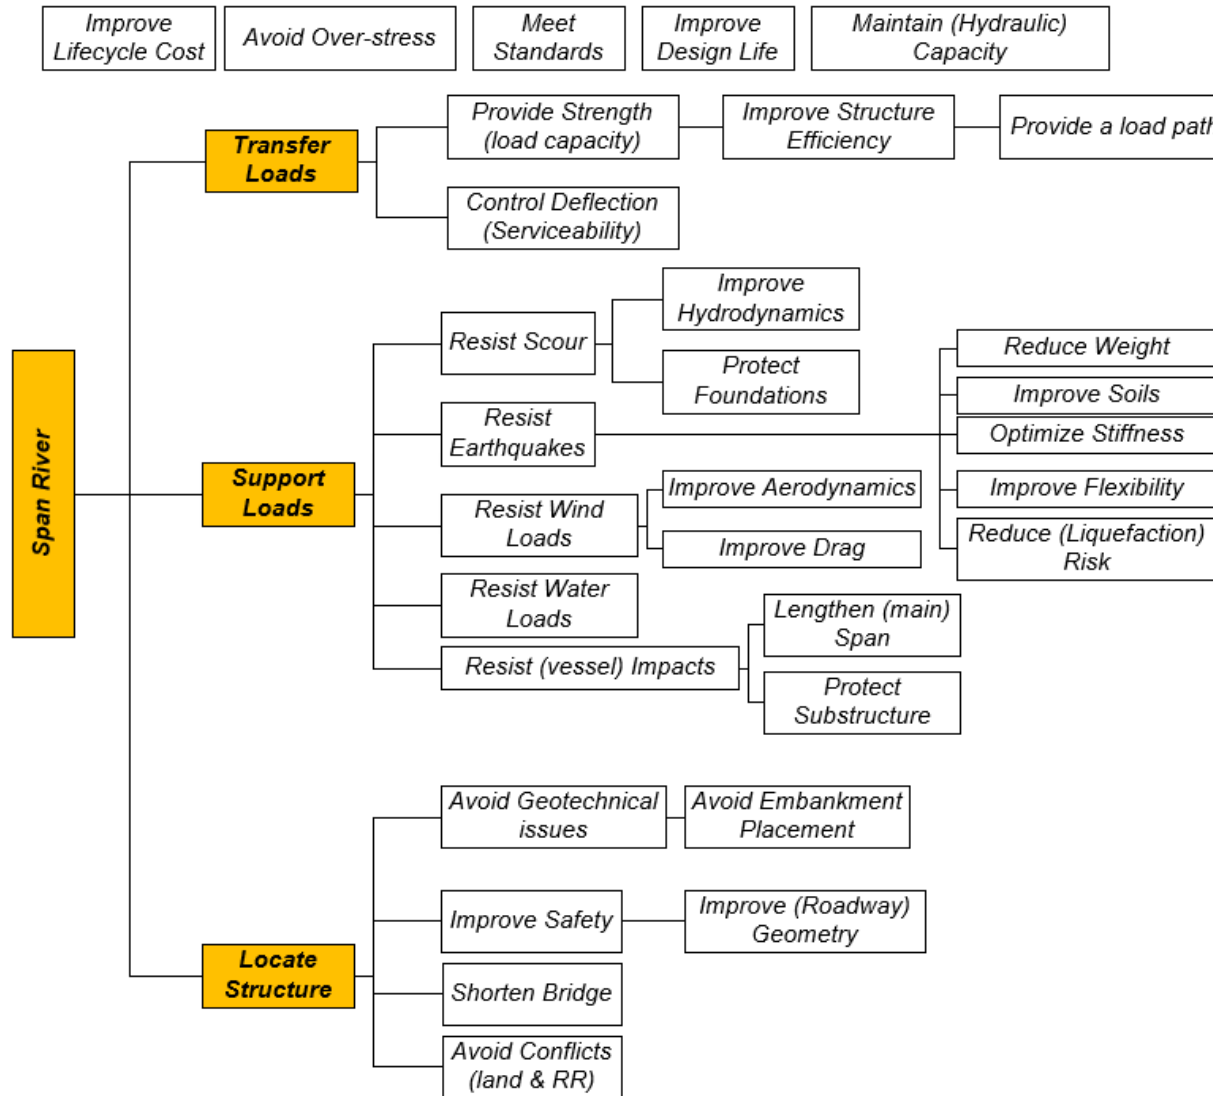 Improve
Lifecycle Cost
Avoid Over-stress
Meet
Standards
Improve
Design Life
Maintain (Hydraulic)
Capacity
Span River
Transfer
Loads
Provide Strength
(load capacity)
Improve Structure
Efficiency
Provide a load path
Control Deflection
(Serviceability)
Support
Loads
Resist Scour
Improve
Hydrodynamics
Protect
Foundations
Resist
Earthquakes
Reduce Weight
Improve Soils
Optimize Stiffness
Improve Flexibility
Reduce (Liquefaction)
Risk
Resist Wind
Loads
Improve Aerodynamics
Improve Drag
Resist Water
Loads
Resist (vessel) Impacts
Lengthen (main)
Span
Protect
Substructure
Locate
Structure
Avoid Geotechnical
issues
Avoid Embankment
Placement
Improve Safety
Improve (Roadway)
Geometry
Shorten Bridge
Avoid Conflicts
(land & RR)